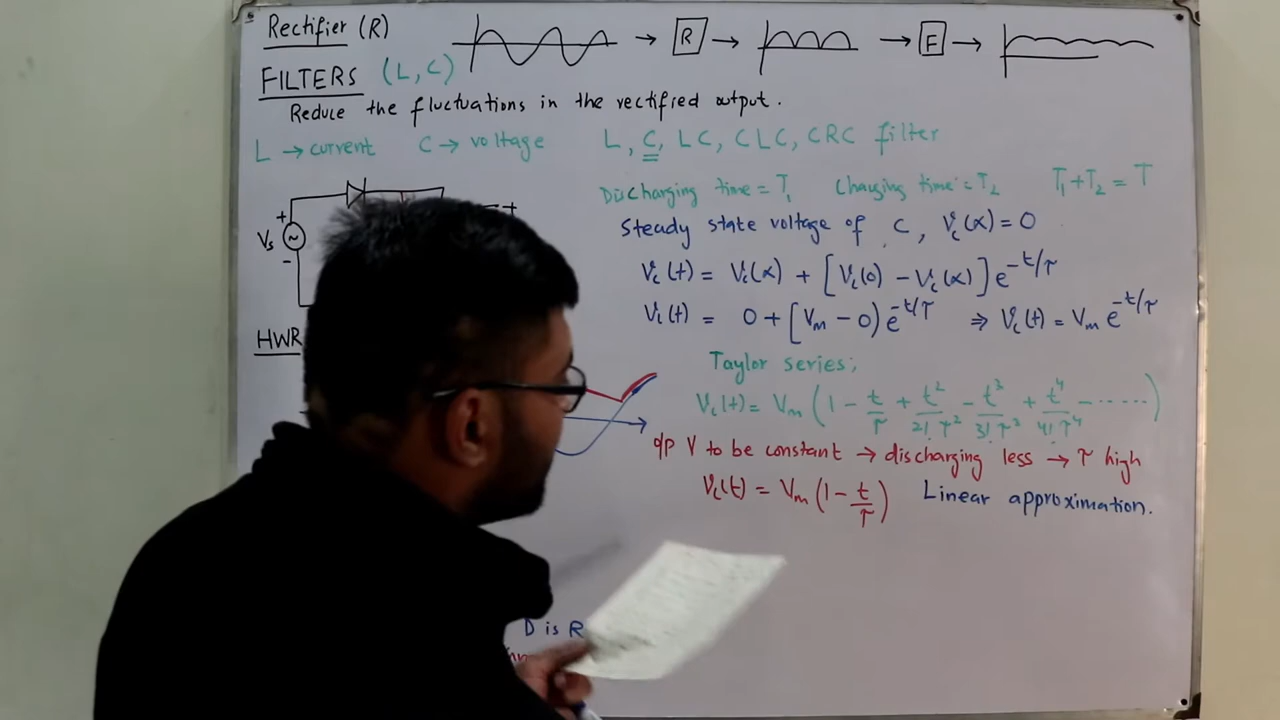 Rectifier (R) → R → → F →
FILTERS (L, C)
Reduce the fluctuations in the rectified output.
L → current C → voltage L, C, LC, CLC, CRC filter
Discharging time = T₁ Charging time = T₂ T₁ + T₂ = T
Steady state voltage of C, Vc(α) = 0
Vc(t) = Vc(α) + [Vc(0) - Vc(α)] e^-t/τ
Vc(t) = 0 + [Vm - 0) e^-t/τ ⇒ Vc(t) = Vm e^-t/τ
+
Vs
-
+
HWR
Taylor series;
Vc(t) = Vm (1 - t/τ + t²/2! τ² - t³/3! τ³ + t⁴/4! τ⁴ - ......)
o/p V to be constant → discharging less → τ high
Vc(t) = Vm (1 - t/τ) Linear approximation.
D is R